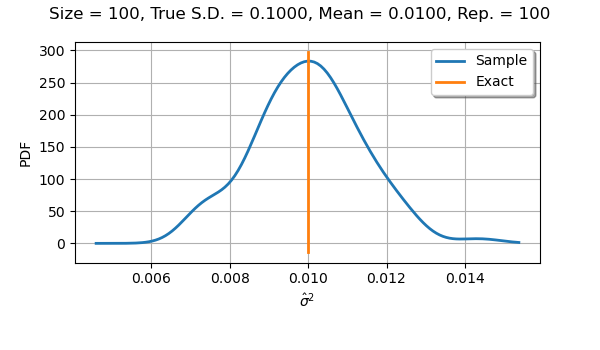 Size = 100, True S.D. = 0.1000, Mean = 0.0100, Rep. = 100
300
250
200
150
100
50
0
PDF
Sample
Exact
0.006 0.008 0.010 0.012 0.014
σ̂²